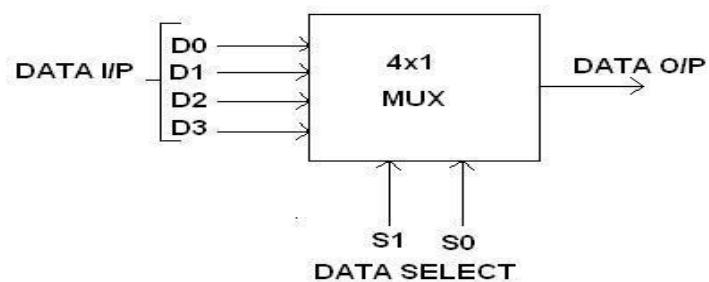 DATA I/P
D0
D1
D2
D3
4x1
MUX
DATA O/P
S1 S0
DATA SELECT